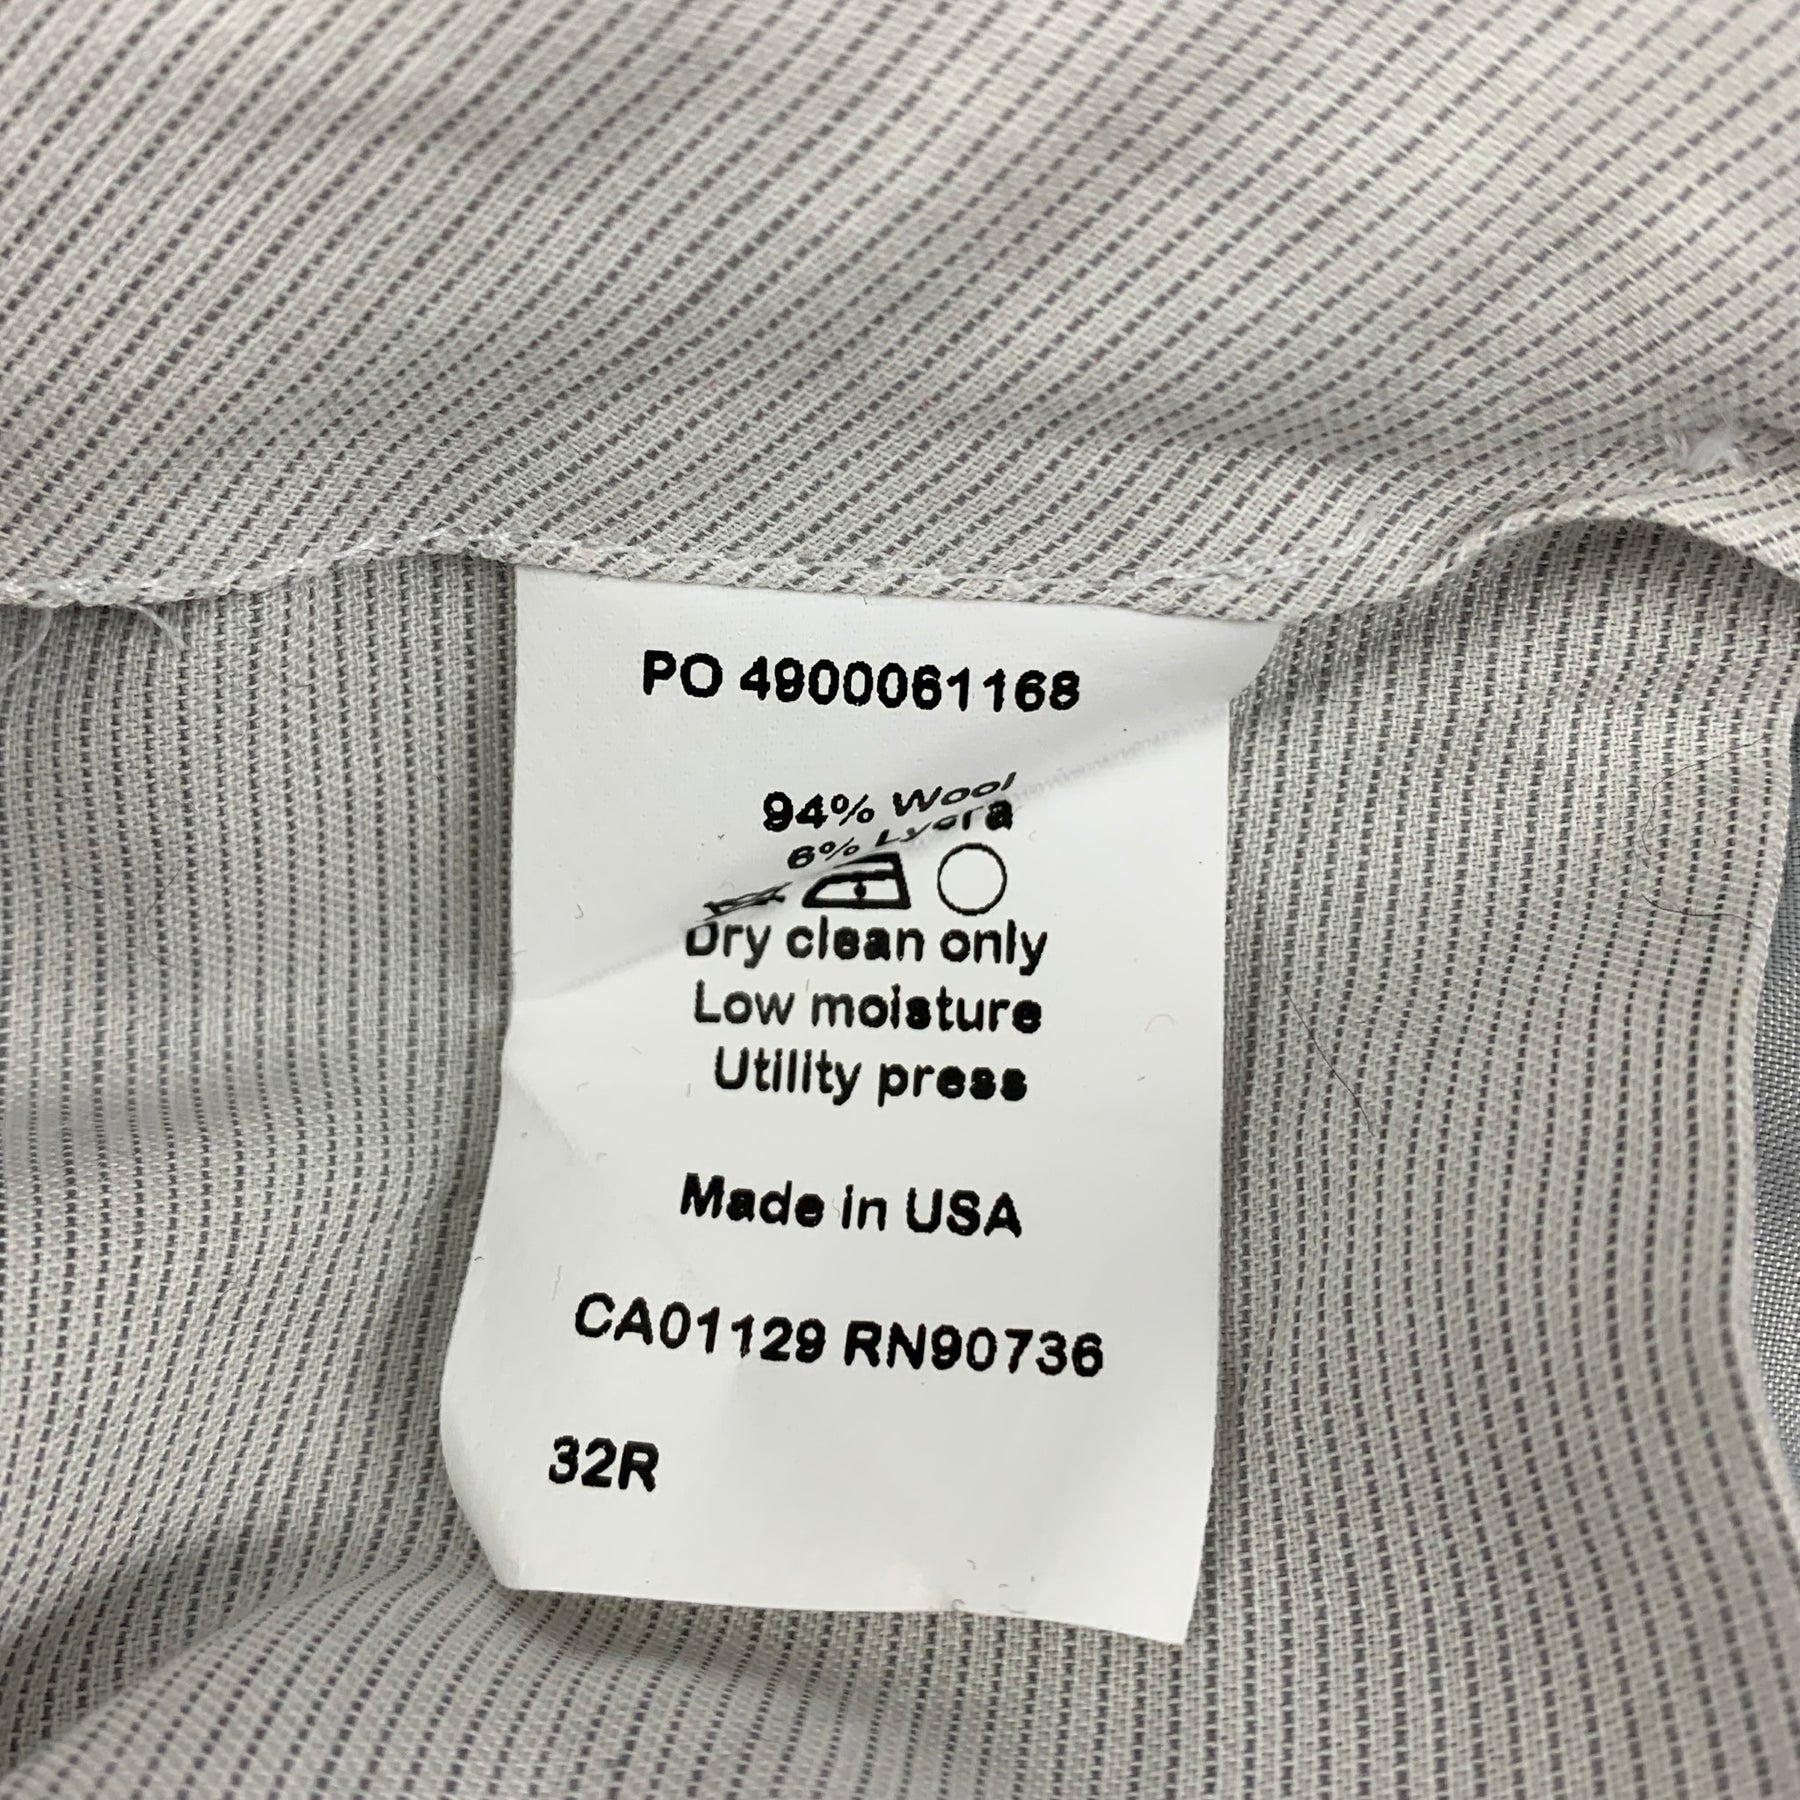 PO 4900061168
94% Wool
6% Lycra
Dry clean only
Low moisture
Utility press
Made in USA
CA01129 RN90736
32R